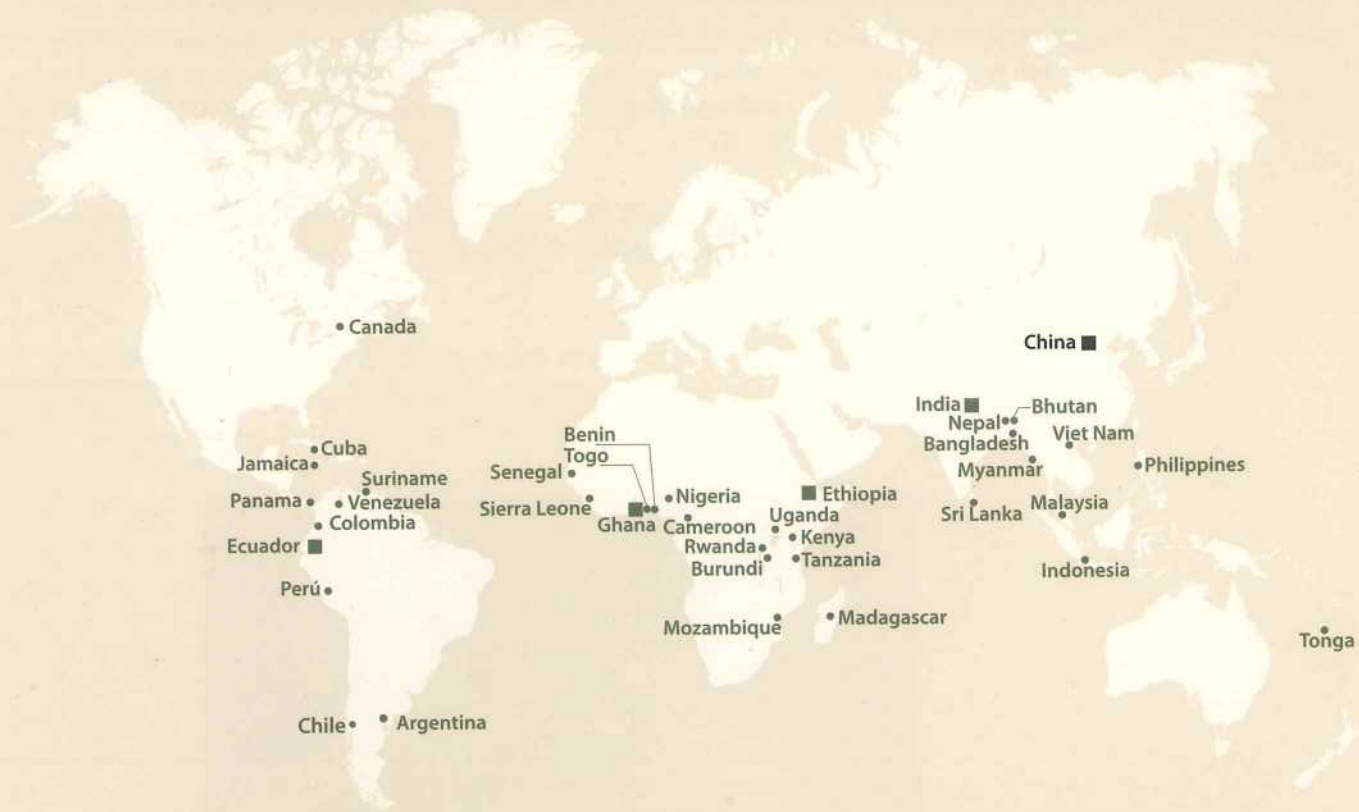 Canada
China
India
Bhutan
Nepal
Benin
Viet Nam
Bangladesh
Cuba
Togo
Jamaica
Philippines
Myanmar
Senegal
Suriname
Ethiopia
Nigeria
Panama
Venezuela
Sierra Leone
Malaysia
Sri Lanka
Uganda
Colombia
Ghana
Cameroon
Kenya
Ecuador
Rwanda
Tanzania
Burundi
Indonesia
Perú
Madagascar
Mozambique
Tonga
Chile
Argentina